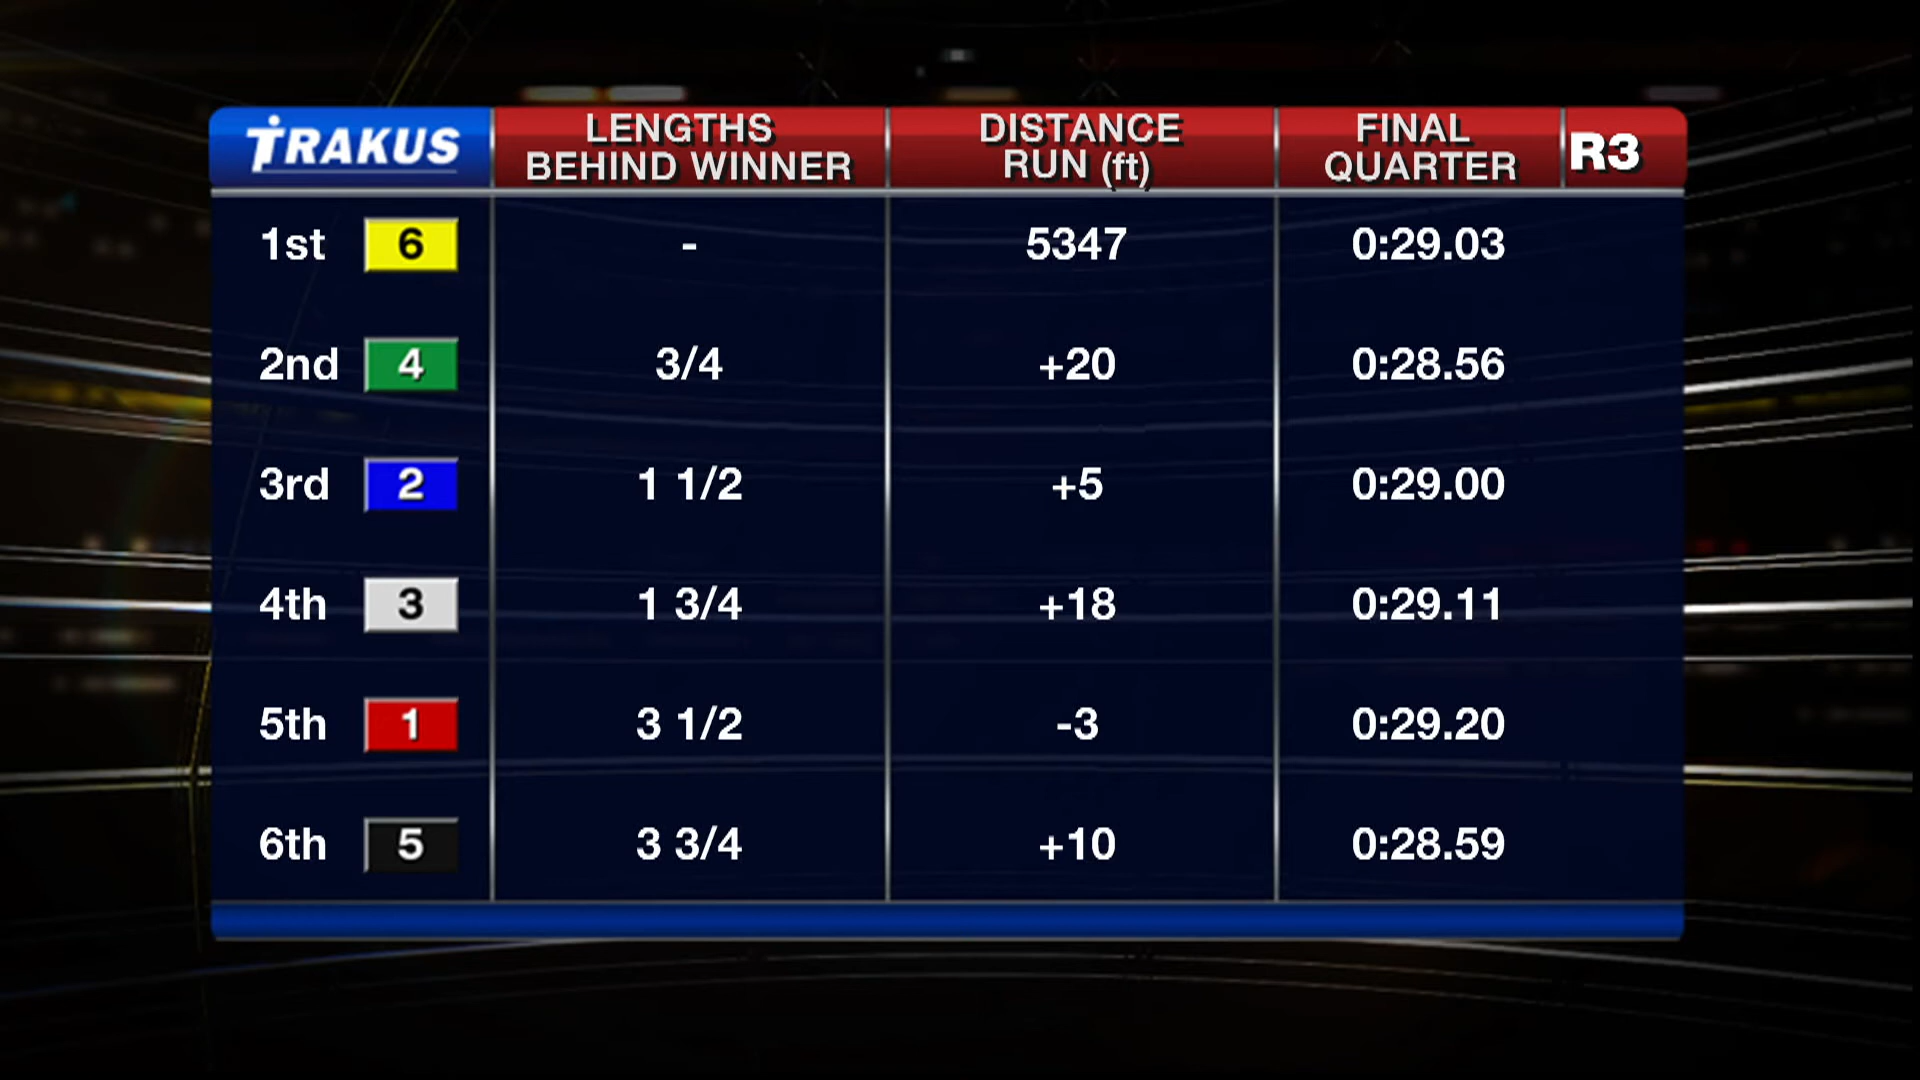 TRAKUS
LENGTHS
BEHIND WINNER
DISTANCE
RUN (ft)
FINAL
QUARTER
R3
1st 6 - 5347 0:29.03
2nd 4 3/4 +20 0:28.56
3rd 2 1 1/2 +5 0:29.00
4th 3 1 3/4 +18 0:29.11
5th 1 3 1/2 -3 0:29.20
6th 5 3 3/4 +10 0:28.59